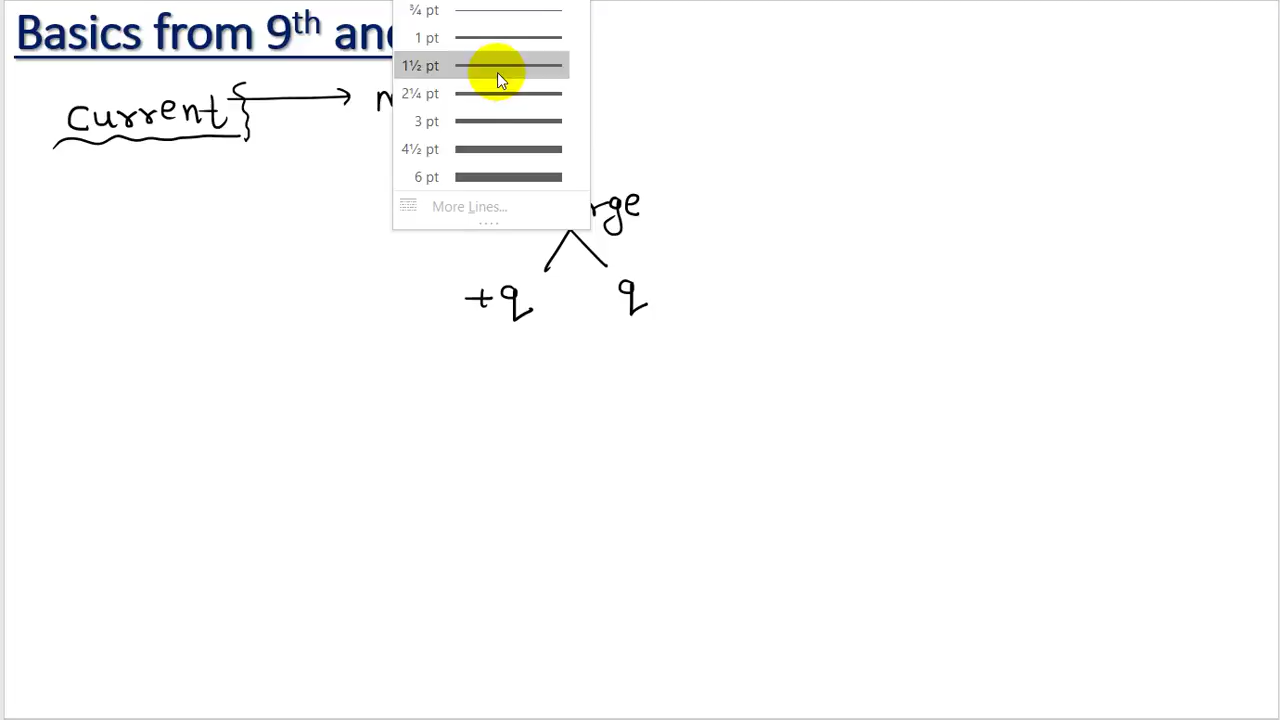 Basics from 9th and
¾ pt
1 pt
1½ pt
2¼ pt
3 pt
4½ pt
6 pt
More Lines...
Current
rge
+q q